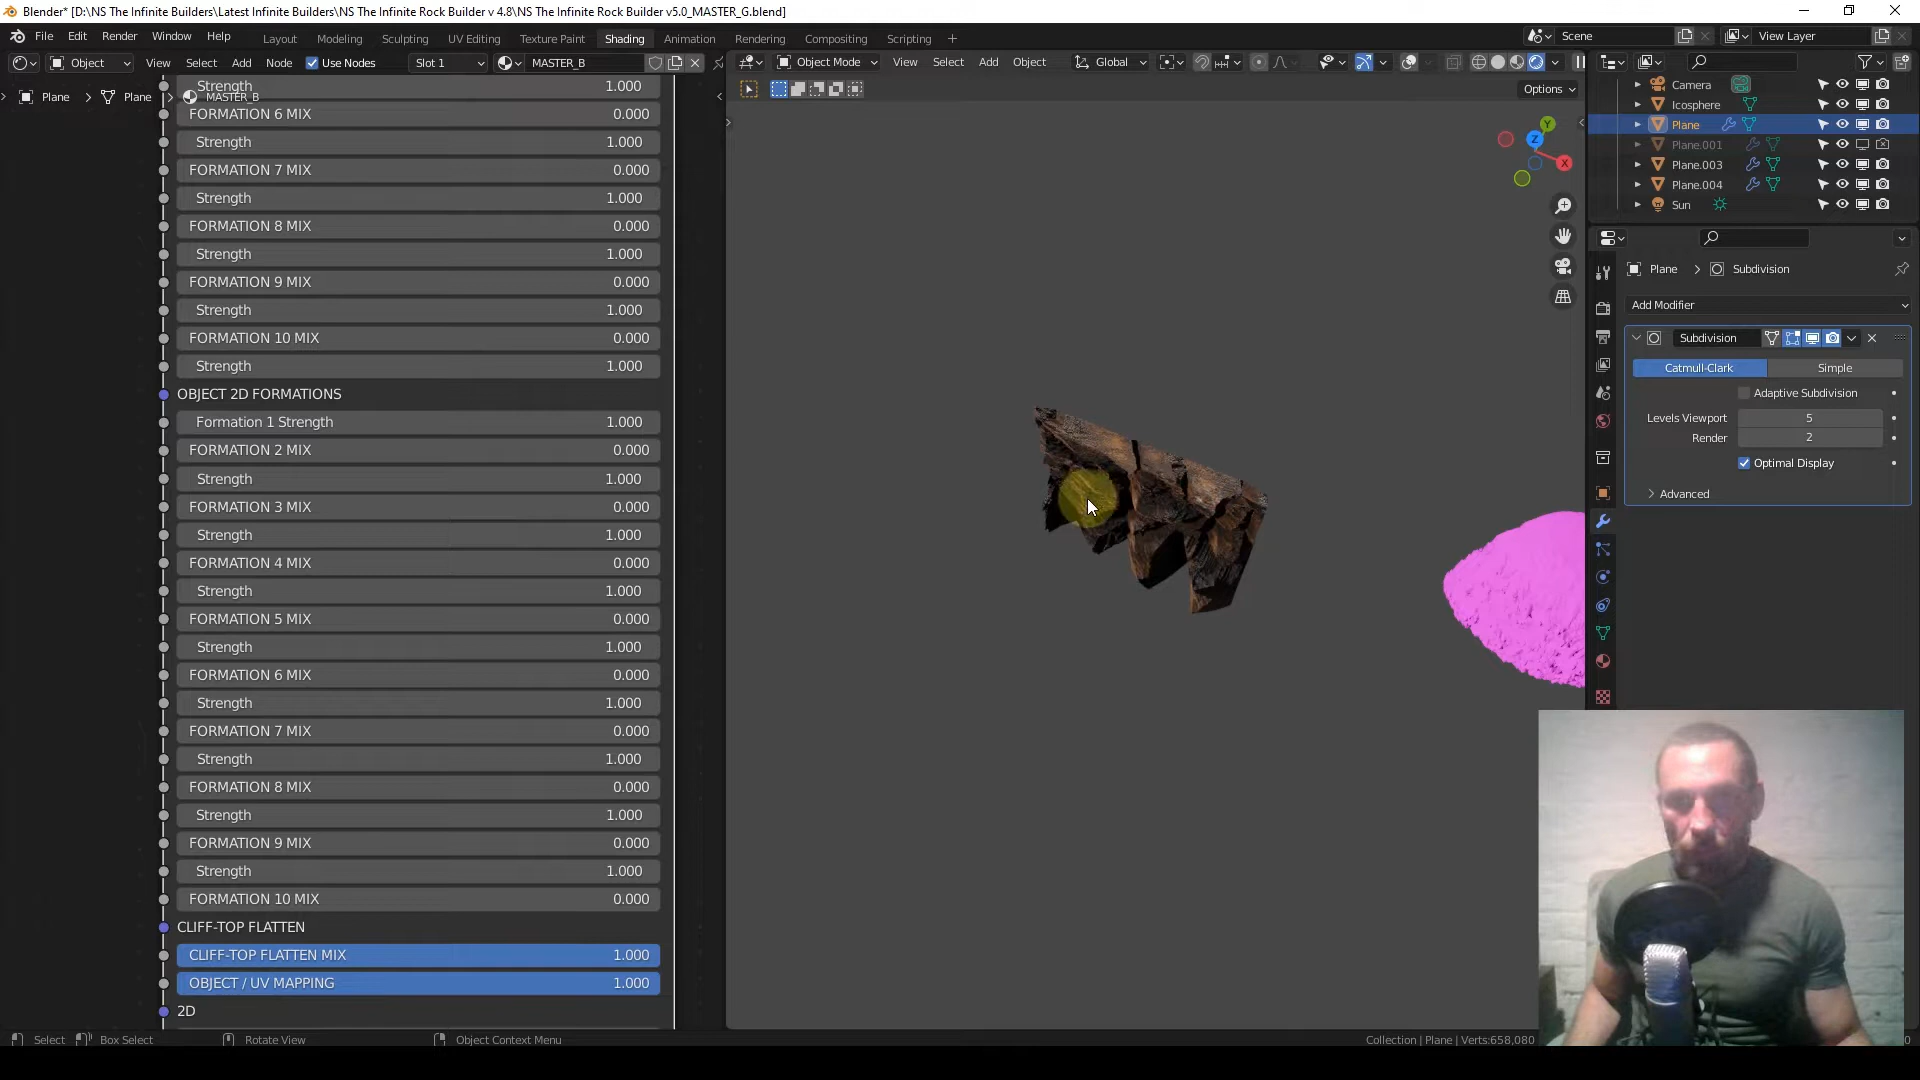 Blender* [D:\NS The Infinite Builders\Latest Infinite Builders\NS The Infinite Rock Builder v 4.8\NS The Infinite Rock Builder v5.0_MASTER_G.blend]
File Edit Render Window Help Layout Modeling Sculpting UV Editing Texture Paint Shading Animation Rendering Compositing Scripting + Scene View Layer
Object View Select Add Node Use Nodes Slot 1 MASTER_B Object Mode View Select Add Object Global
Options
Plane > Plane > MASTER_B
Strength 1.000
FORMATION 6 MIX 0.000
Strength 1.000
FORMATION 7 MIX 0.000
Strength 1.000
FORMATION 8 MIX 0.000
Strength 1.000
FORMATION 9 MIX 0.000
Strength 1.000
FORMATION 10 MIX 0.000
Strength 1.000
OBJECT 2D FORMATIONS
Formation 1 Strength 1.000
FORMATION 2 MIX 0.000
Strength 1.000
FORMATION 3 MIX 0.000
Strength 1.000
FORMATION 4 MIX 0.000
Strength 1.000
FORMATION 5 MIX 0.000
Strength 1.000
FORMATION 6 MIX 0.000
Strength 1.000
FORMATION 7 MIX 0.000
Strength 1.000
FORMATION 8 MIX 0.000
Strength 1.000
FORMATION 9 MIX 0.000
Strength 1.000
FORMATION 10 MIX 0.000
CLIFF-TOP FLATTEN
CLIFF-TOP FLATTEN MIX 1.000
OBJECT / UV MAPPING 1.000
2D
Y
Z
X
Camera
Icosphere
Plane
Plane.001
Plane.003
Plane.004
Sun
Plane > Subdivision
Add Modifier
Subdivision
Catmull-Clark Simple
Adaptive Subdivision
Levels Viewport 5
Render 2
Optimal Display
Advanced
Select Box Select Rotate View Object Context Menu Collection | Plane | Verts:658,080